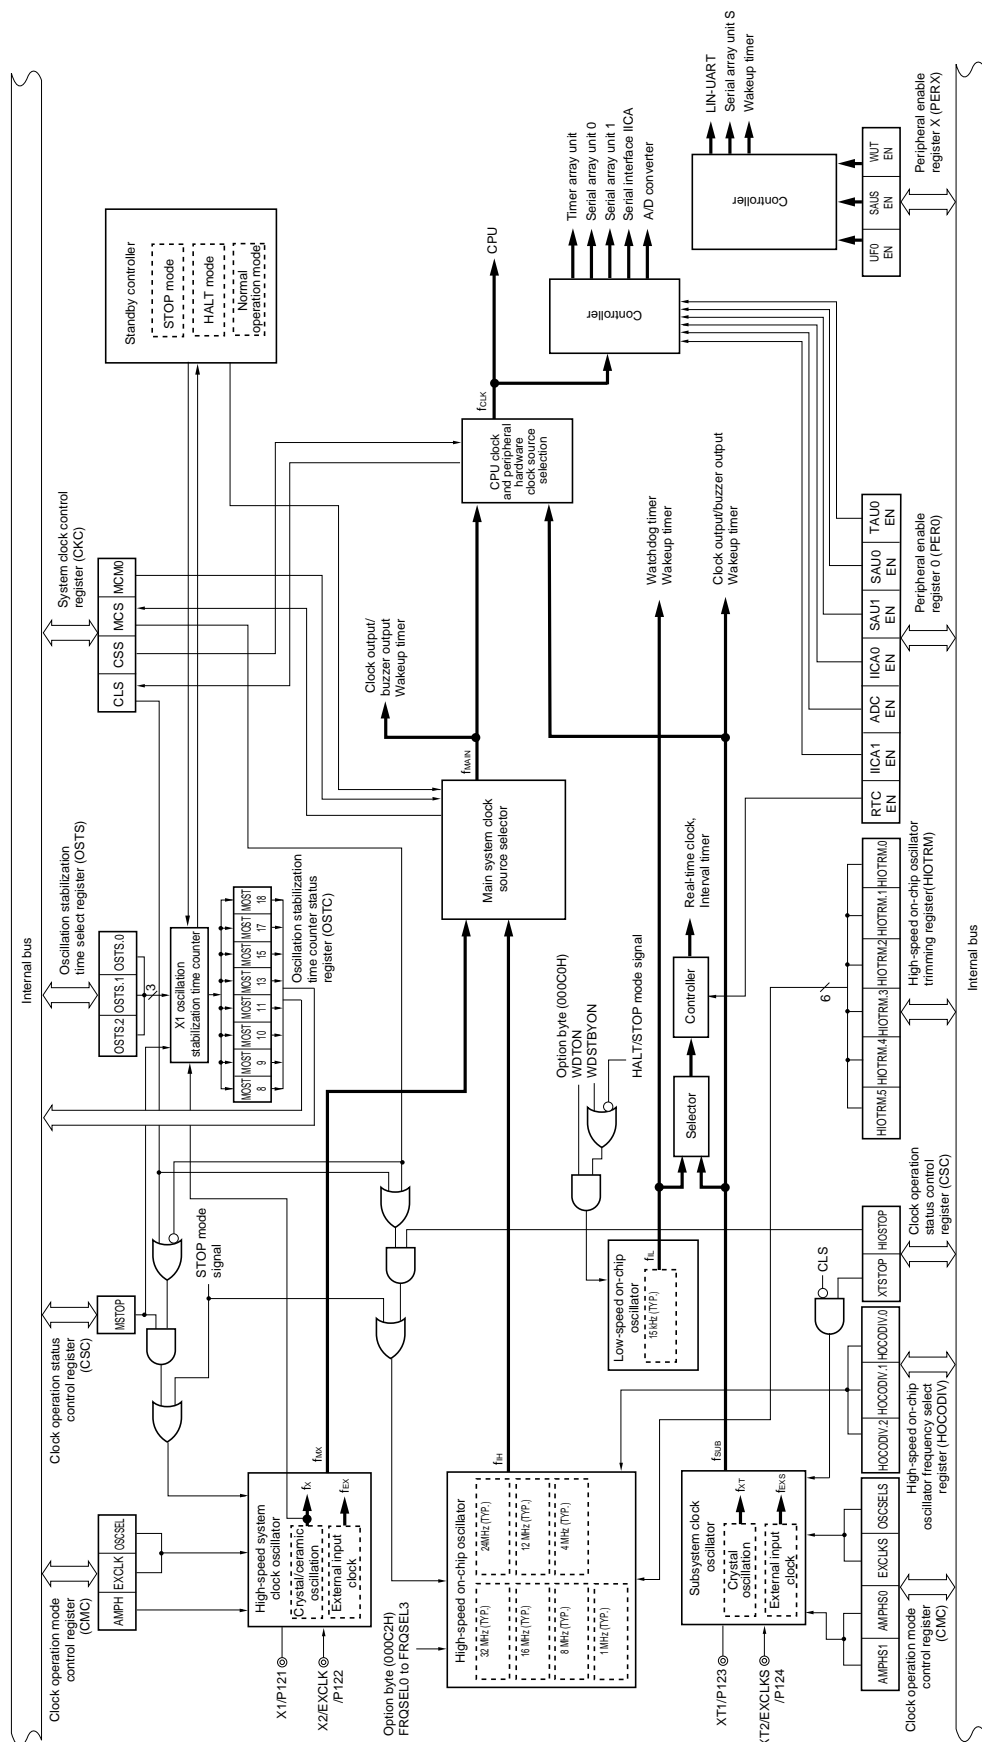 Internal bus
Clock operation mode
control register
(CMC)
AMPH
EXCLK
OSCSEL
Clock operation status
control register
(CSC)
MSTOP
STOP mode
signal
Oscillation stabilization
time select register (OSTS)
OSTS.2
OSTS.1
OSTS.0
3
X1 oscillation
stabilization time counter
MOST
8
MOST
9
MOST
10
MOST
11
MOST
13
MOST
15
MOST
17
MOST
18
Oscillation stabilization
time counter status
register (OSTC)
System clock control
register (CKC)
CLS
CSS
MCS
MCM0
Standby controller
STOP mode
HALT mode
Normal
operation mode
X1/P121
X2/EXCLK
/P122
High-speed system
clock oscillator
Crystal/ceramic
oscillation
fX
External input
clock
fEX
fMX
Option byte (000C2H)
FRQSEL0 to FRQSEL3
High-speed on-chip oscillator
32 MHz (TYP.)
24MHz (TYP.)
16 MHz (TYP.)
12 MHz (TYP.)
8 MHz (TYP.)
4 MHz (TYP.)
1 MHz (TYP.)
fIH
Main system clock
source selector
fMAIN
Clock output/
buzzer output
Wakeup timer
CPU clock
and peripheral
hardware
clock source
selection
fCLK
CPU
Controller
Timer array unit
Serial array unit 0
Serial array unit 1
Serial interface IICA
A/D converter
Option byte (000C0H)
WDTON
WDSTBYON
HALT/STOP mode signal
Low-speed on-chip
oscillator
15 kHz (TYP.)
fIL
Watchdog timer
Wakeup timer
Selector
Controller
Real-time clock,
Interval timer
XT1/P123
XT2/EXCLKS
/P124
Subsystem clock
oscillator
Crystal
oscillation
fXT
External input
clock
fEXS
fSUB
Clock output/buzzer output
Wakeup timer
CLS
Controller
LIN-UART
Serial array unit S
Wakeup timer
AMPHS1
AMPHS0
EXCLKS
OSCSELS
Clock operation mode
control register
(CMC)
HOCODIV.2
HOCODIV.1
HOCODIV.0
High-speed on-chip
oscillator frequency select
register (HOCODIV)
XTSTOP
HIOSTOP
Clock operation
status control
register (CSC)
6
HIOTRM.5
HIOTRM.4
HIOTRM.3
HIOTRM.2
HIOTRM.1
HIOTRM.0
High-speed on-chip oscillator
trimming register(HIOTRM)
RTC
EN
IICA1
EN
ADC
EN
IICA0
EN
SAU1
EN
SAU0
EN
TAU0
EN
Peripheral enable
register 0 (PER0)
UF0
EN
SAUS
EN
WUT
EN
Peripheral enable
register X (PERX)
Internal bus